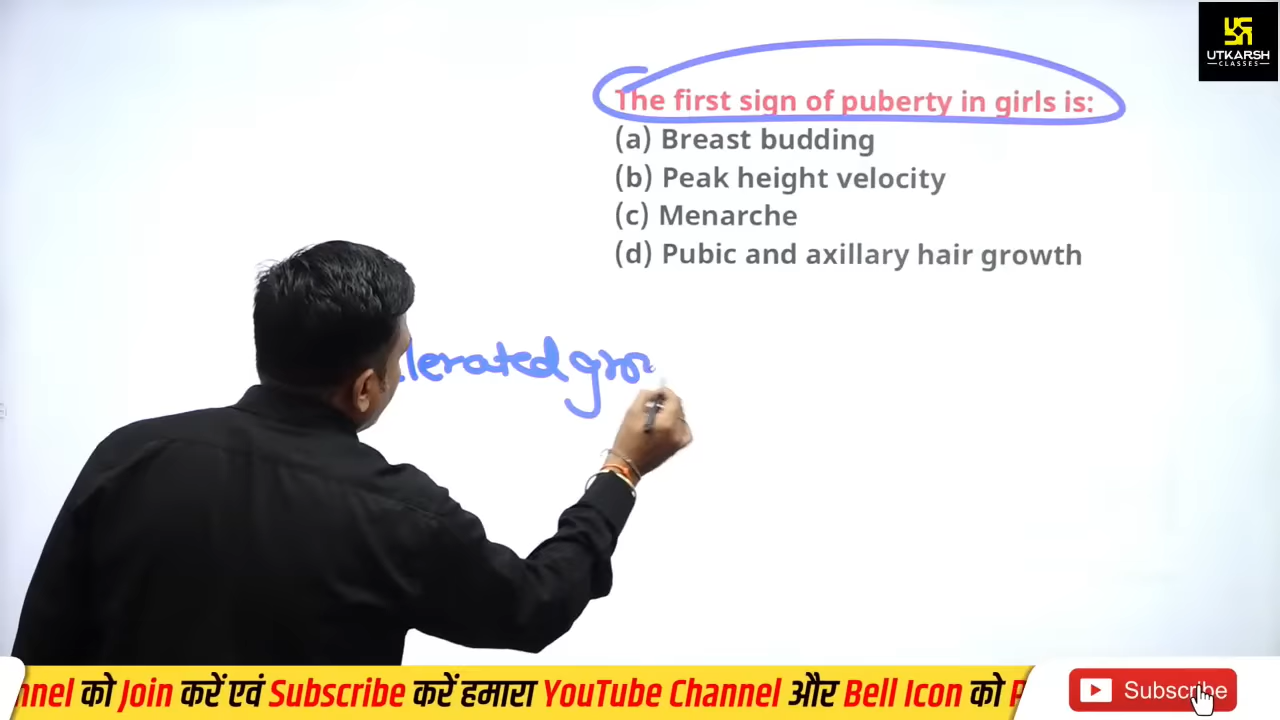 UTKARSH
CLASSES
The first sign of puberty in girls is:
(a) Breast budding
(b) Peak height velocity
(c) Menarche
(d) Pubic and axillary hair growth
lerated grow
nnel को Join करें एवं Subscribe करें हमारा YouTube Channel और Bell Icon को P
Subscribe